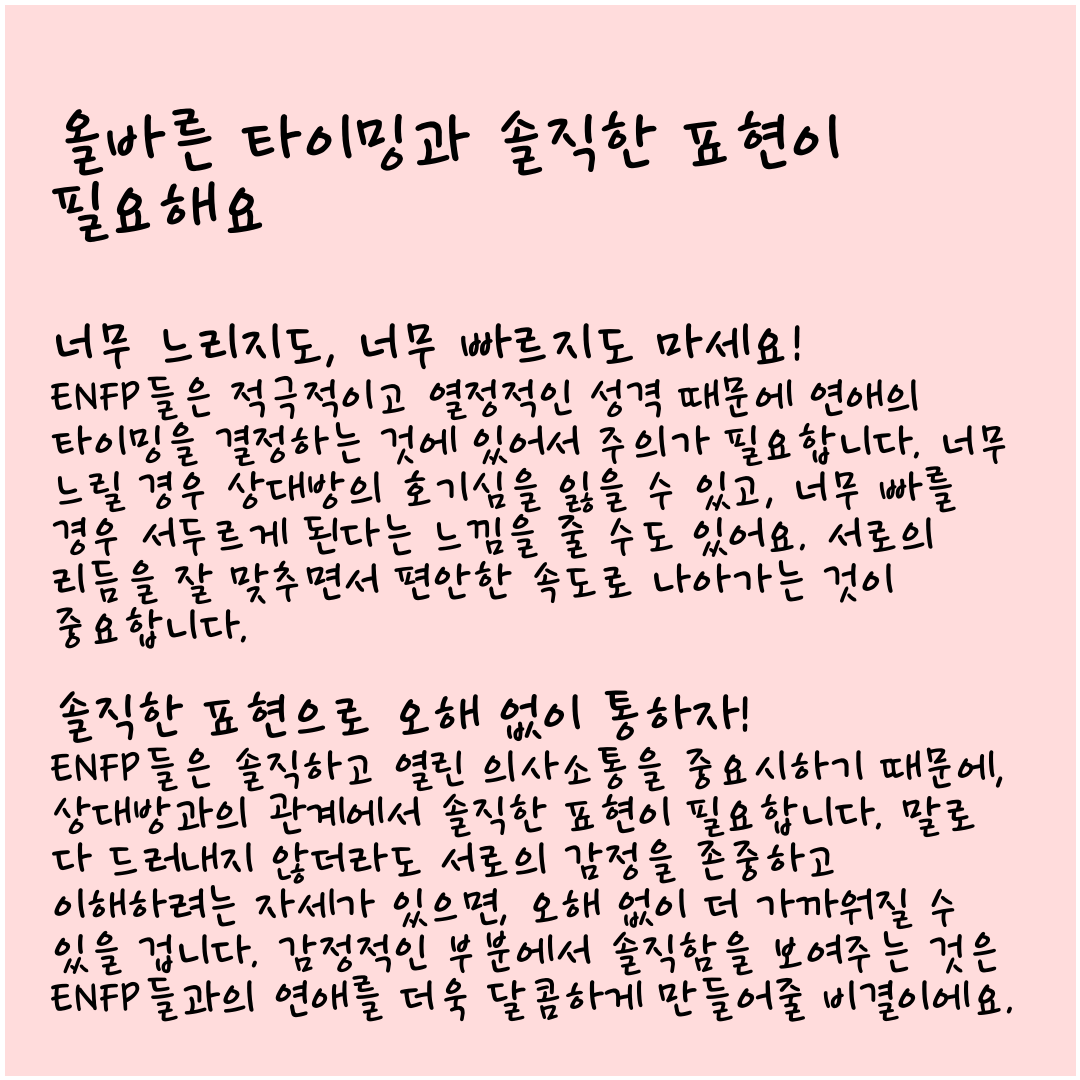 올바른 타이밍과 솔직한 표현이
필요해요
너무 느리지도, 너무 빠르지도 마세요!
ENFP들은 적극적이고 열정적인 성격 때문에 연애의
타이밍을 결정하는 것에 있어서 주의가 필요합니다. 너무
느릴 경우 상대방의 호기심을 잃을 수 있고, 너무 빠를
경우 서두르게 된다는 느낌을 줄 수도 있어요. 서로의
리듬을 잘 맞추면서 편안한 속도로 나아가는 것이
중요합니다.
솔직한 표현으로 오해 없이 통하자!
ENFP들은 솔직하고 열린 의사소통을 중요시하기 때문에,
상대방과의 관계에서 솔직한 표현이 필요합니다. 말로
다 드러내지 않더라도 서로의 감정을 존중하고
이해하려는 자세가 있으면, 오해 없이 더 가까워질 수
있을 겁니다. 감정적인 부분에서 솔직함을 보여주는 것은
ENFP들과의 연애를 더욱 달콤하게 만들어줄 비결이에요.